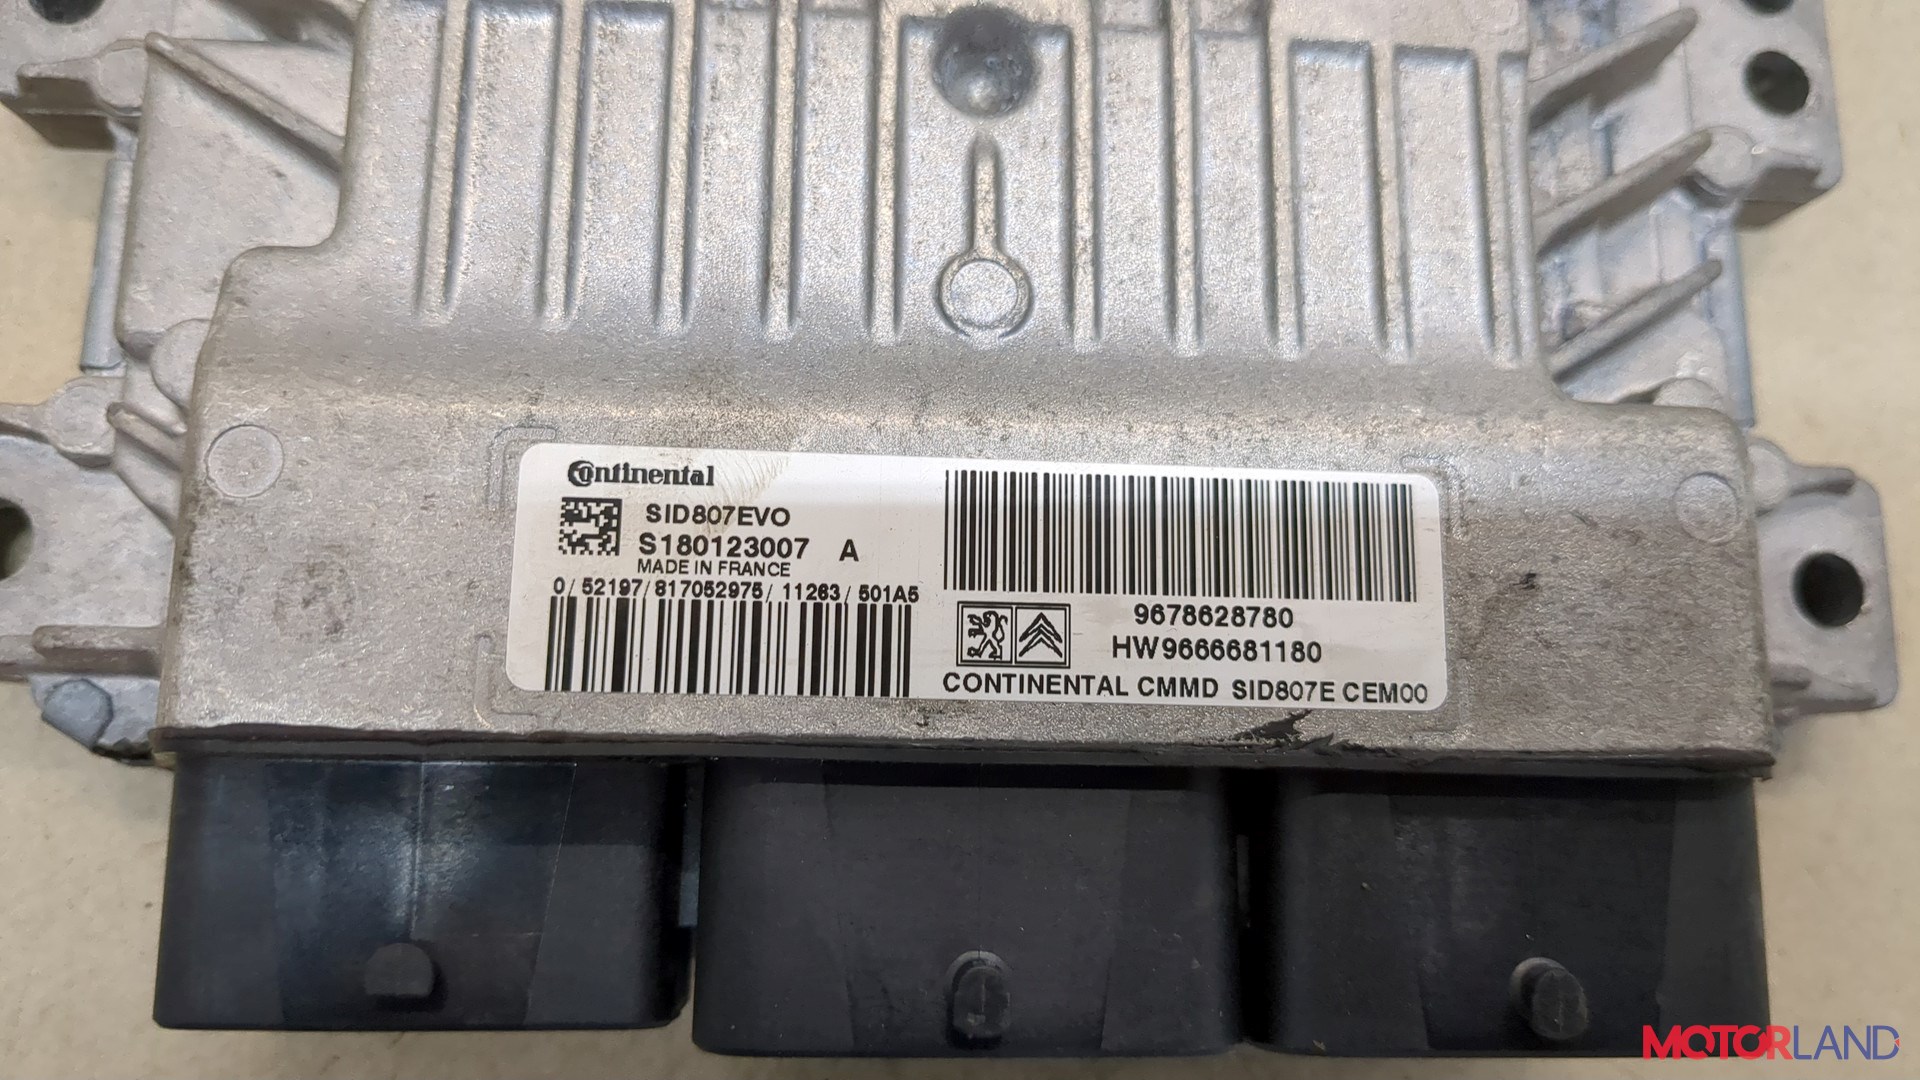 Continental
SID807EVO
S180123007 A
MADE IN FRANCE
0/52197/817052975/11263/501A5
9678628780
HW9666681180
CONTINENTAL CMMD SID807E CEM00
MOTORLAND